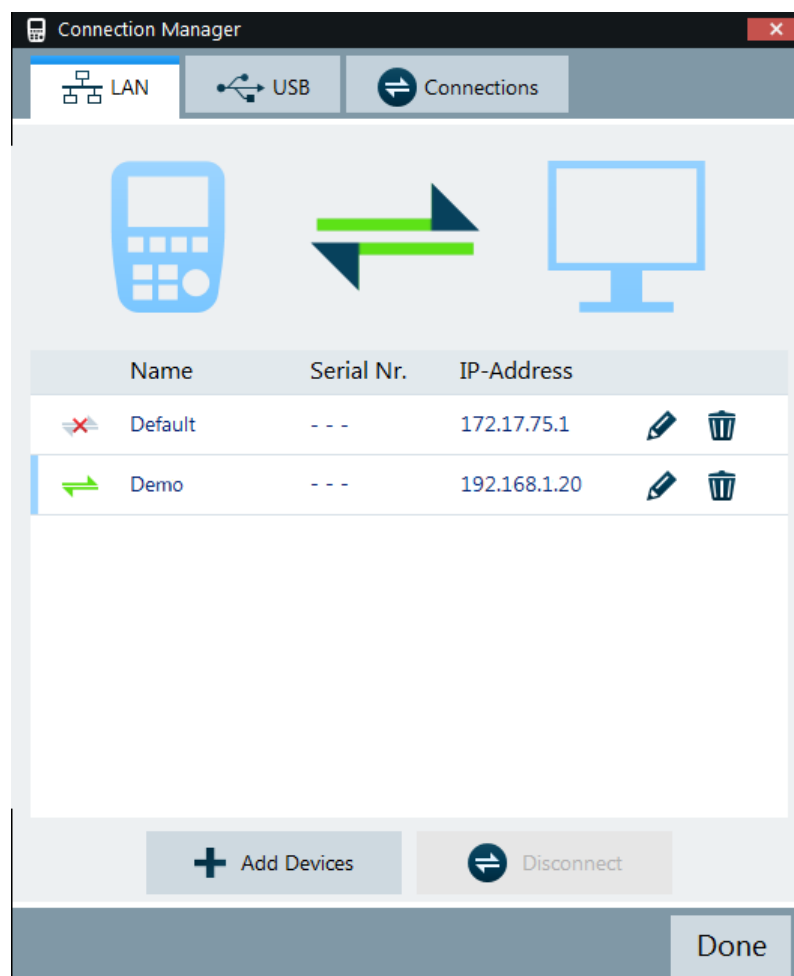 Connection Manager
LAN USB Connections
Name Serial Nr. IP-Address
Default - - - 172.17.75.1
Demo - - - 192.168.1.20
Add Devices Disconnect
Done